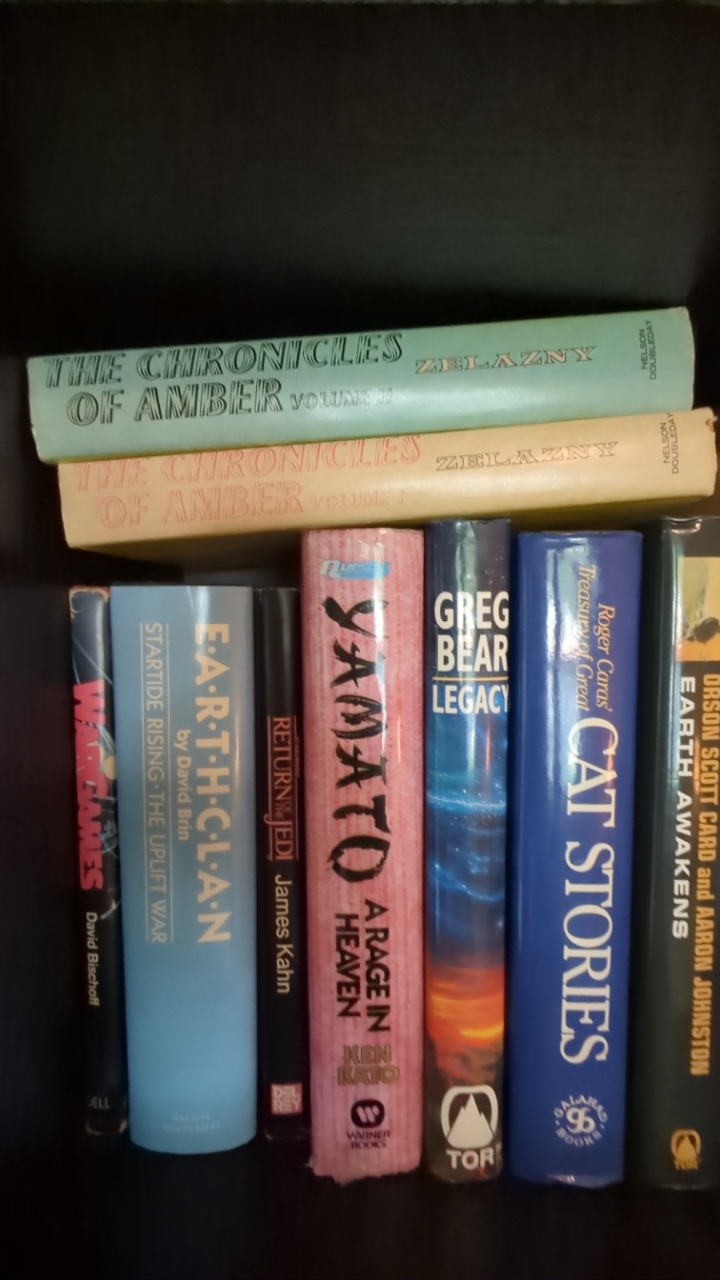 THE CHRONICLES
OF AMBER VOLUME II
ZELAZNY
NELSON
DOUBLEDAY
THE CHRONICLES
OF AMBER VOLUME I
ZELAZNY
NELSON
DOUBLEDAY
WARGAMES
David Bischoff
DELL
E·A·R·T·H·C·L·A·N
by David Brin
STARTIDE RISING·THE UPLIFT WAR
NELSON
DOUBLEDAY
RETURN OF THE JEDI
James Kahn
DEL
REY
YAMATO
A RAGE IN
HEAVEN
KEN
KATO
WARNER
BOOKS
GREG
BEAR
LEGACY
TOR
Roger Caras'
Treasury of Great
CAT STORIES
GALAHAD
BOOKS
ORSON SCOTT CARD and AARON JOHNSTON
EARTH AWAKENS
TOR